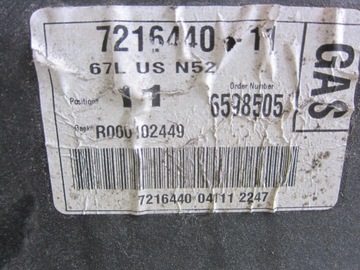 7216440 - 11
67L US N52
Position
Order Number
11
6598505
R000102449
7216440 04111 2247
GAS